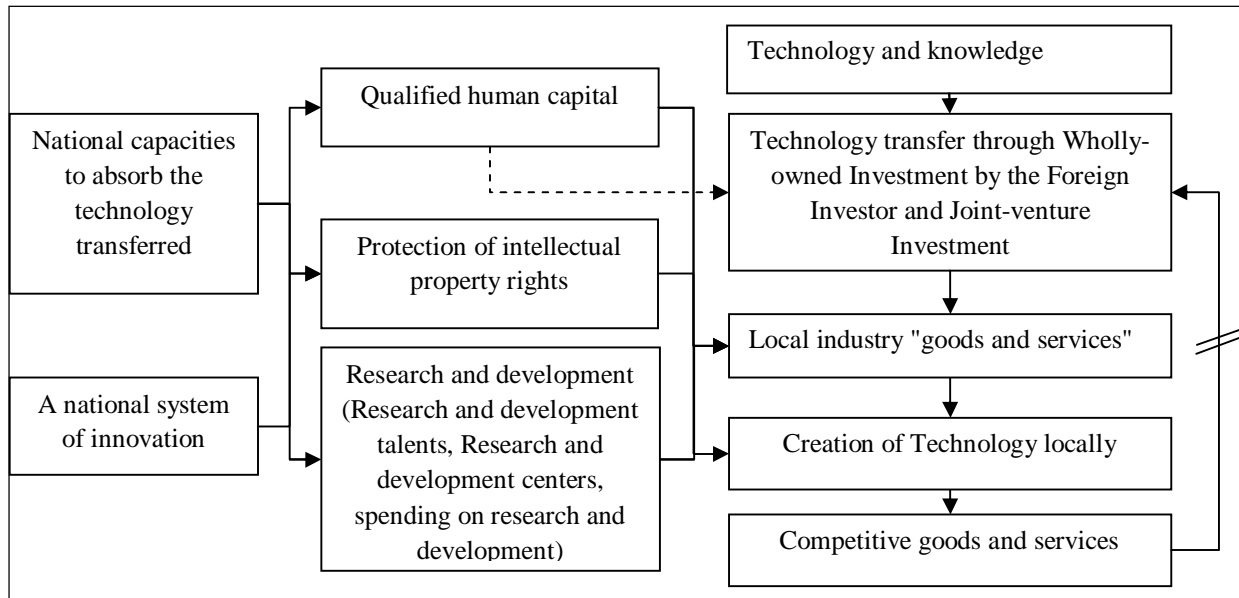 National capacities
to absorb the
technology
transferred
A national system
of innovation
Qualified human capital
Protection of intellectual
property rights
Research and development
(Research and development
talents, Research and
development centers,
spending on research and
development)
Technology and knowledge
Technology transfer through Wholly-
owned Investment by the Foreign
Investor and Joint-venture
Investment
Local industry "goods and services"
Creation of Technology locally
Competitive goods and services